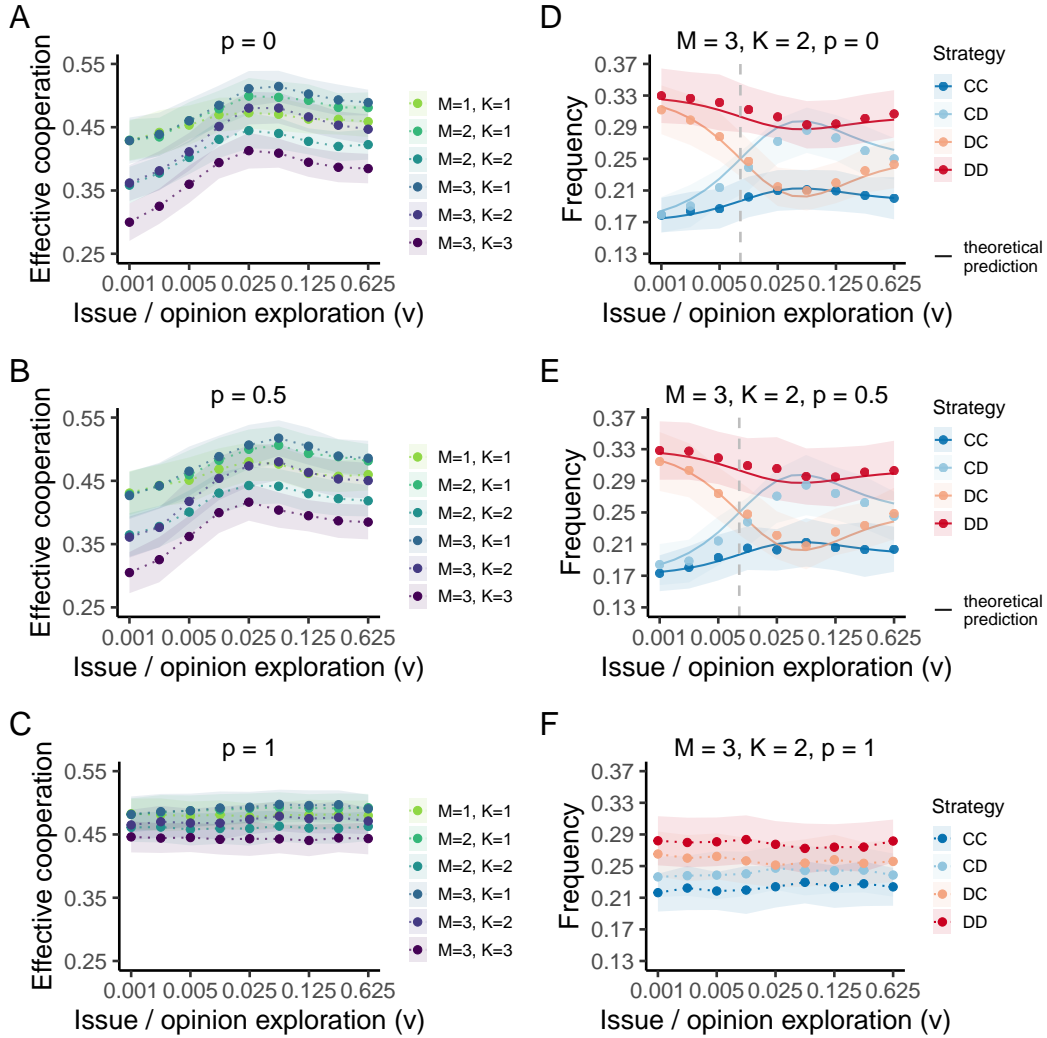 A
p = 0
Effective cooperation
0.55
0.45
0.35
0.25
0.001 0.005 0.025 0.125 0.625
Issue / opinion exploration (v)
M=1, K=1
M=2, K=1
M=2, K=2
M=3, K=1
M=3, K=2
M=3, K=3
D
M = 3, K = 2, p = 0
Frequency
0.37
0.33
0.29
0.25
0.21
0.17
0.13
0.001 0.005 0.025 0.125 0.625
Issue / opinion exploration (v)
Strategy
CC
CD
DC
DD
theoretical
prediction
B
p = 0.5
Effective cooperation
0.55
0.45
0.35
0.25
0.001 0.005 0.025 0.125 0.625
Issue / opinion exploration (v)
M=1, K=1
M=2, K=1
M=2, K=2
M=3, K=1
M=3, K=2
M=3, K=3
E
M = 3, K = 2, p = 0.5
Frequency
0.37
0.33
0.29
0.25
0.21
0.17
0.13
0.001 0.005 0.025 0.125 0.625
Issue / opinion exploration (v)
Strategy
CC
CD
DC
DD
theoretical
prediction
C
p = 1
Effective cooperation
0.55
0.45
0.35
0.25
0.001 0.005 0.025 0.125 0.625
Issue / opinion exploration (v)
M=1, K=1
M=2, K=1
M=2, K=2
M=3, K=1
M=3, K=2
M=3, K=3
F
M = 3, K = 2, p = 1
Frequency
0.37
0.33
0.29
0.25
0.21
0.17
0.13
0.001 0.005 0.025 0.125 0.625
Issue / opinion exploration (v)
Strategy
CC
CD
DC
DD